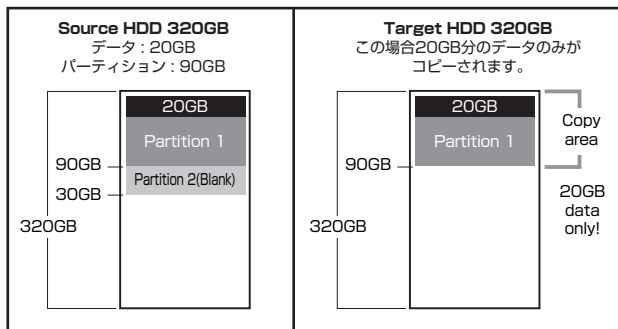 Source HDD 320GB
データ : 20GB
パーティション : 90GB
20GB
Partition 1
90GB
Partition 2(Blank)
30GB
320GB
Target HDD 320GB
この場合20GB分のデータのみが
コピーされます。
20GB
Partition 1
Copy
area
90GB
20GB
data
only!
320GB